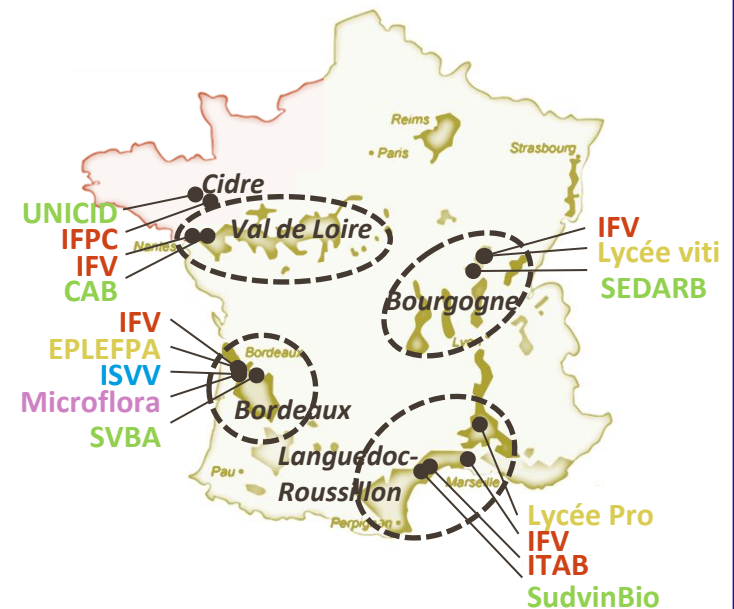 Reims
Paris
Strasbourg
Cidre
UNICID
IFPC
Val de Loire
Nantes
IFV
CAB
IFV
Lycée viti
SEDARB
Bourgogne
Lyon
IFV
EPLEFPA
ISVV
Microflora
SVBA
Bordeaux
Bordeaux
Languedoc-
Roussillon
Pau
Marseille
Perpignan
Lycée Pro
IFV
ITAB
SudvinBio